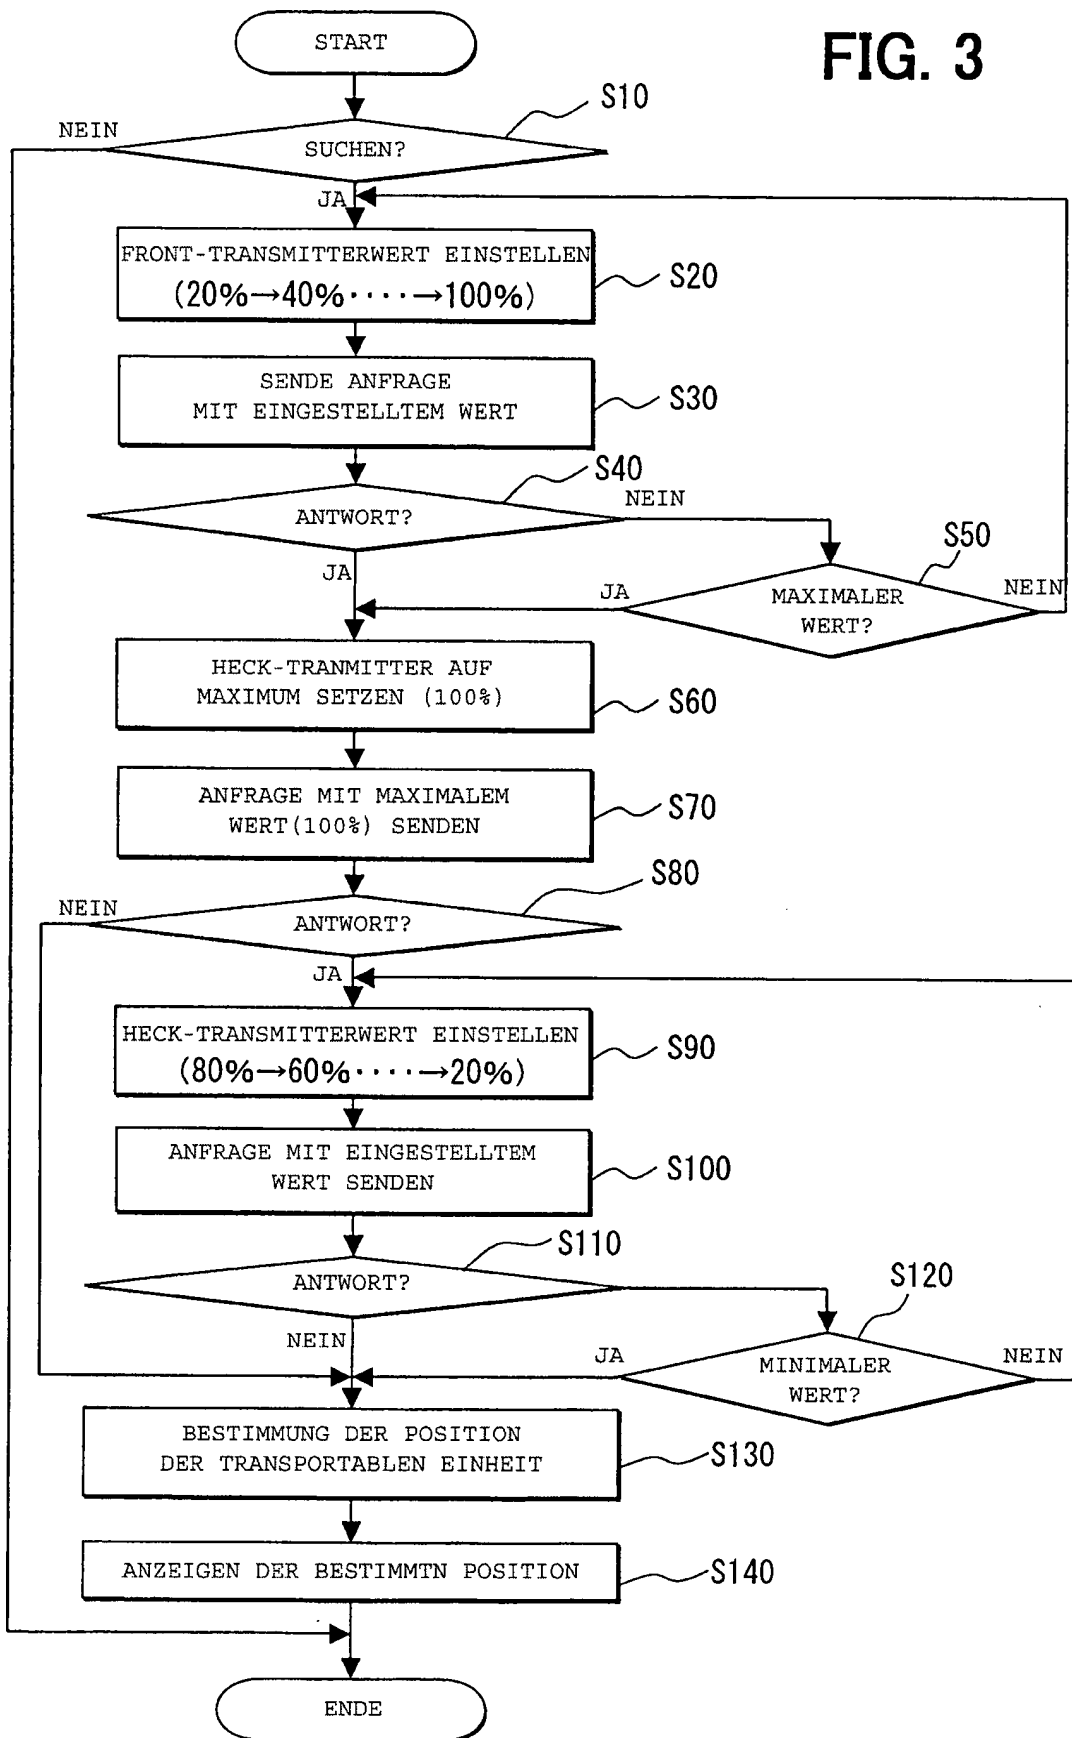 FIG. 3
START
S10
NEIN
SUCHEN?
JA
FRONT-TRANSMITTERWERT EINSTELLEN
(20%→40%····→100%)
S20
SENDE ANFRAGE
MIT EINGESTELLTEM WERT
S30
S40
ANTWORT?
NEIN
JA
S50
JA
MAXIMALER
WERT?
NEIN
HECK-TRANMITTER AUF
MAXIMUM SETZEN (100%)
S60
ANFRAGE MIT MAXIMALEM
WERT(100%) SENDEN
S70
S80
NEIN
ANTWORT?
JA
HECK-TRANSMITTERWERT EINSTELLEN
(80%→60%····→20%)
S90
ANFRAGE MIT EINGESTELLTEM
WERT SENDEN
S100
S110
ANTWORT?
S120
NEIN
JA
MINIMALER
WERT?
NEIN
BESTIMMUNG DER POSITION
DER TRANSPORTABLEN EINHEIT
S130
ANZEIGEN DER BESTIMMTN POSITION
S140
ENDE